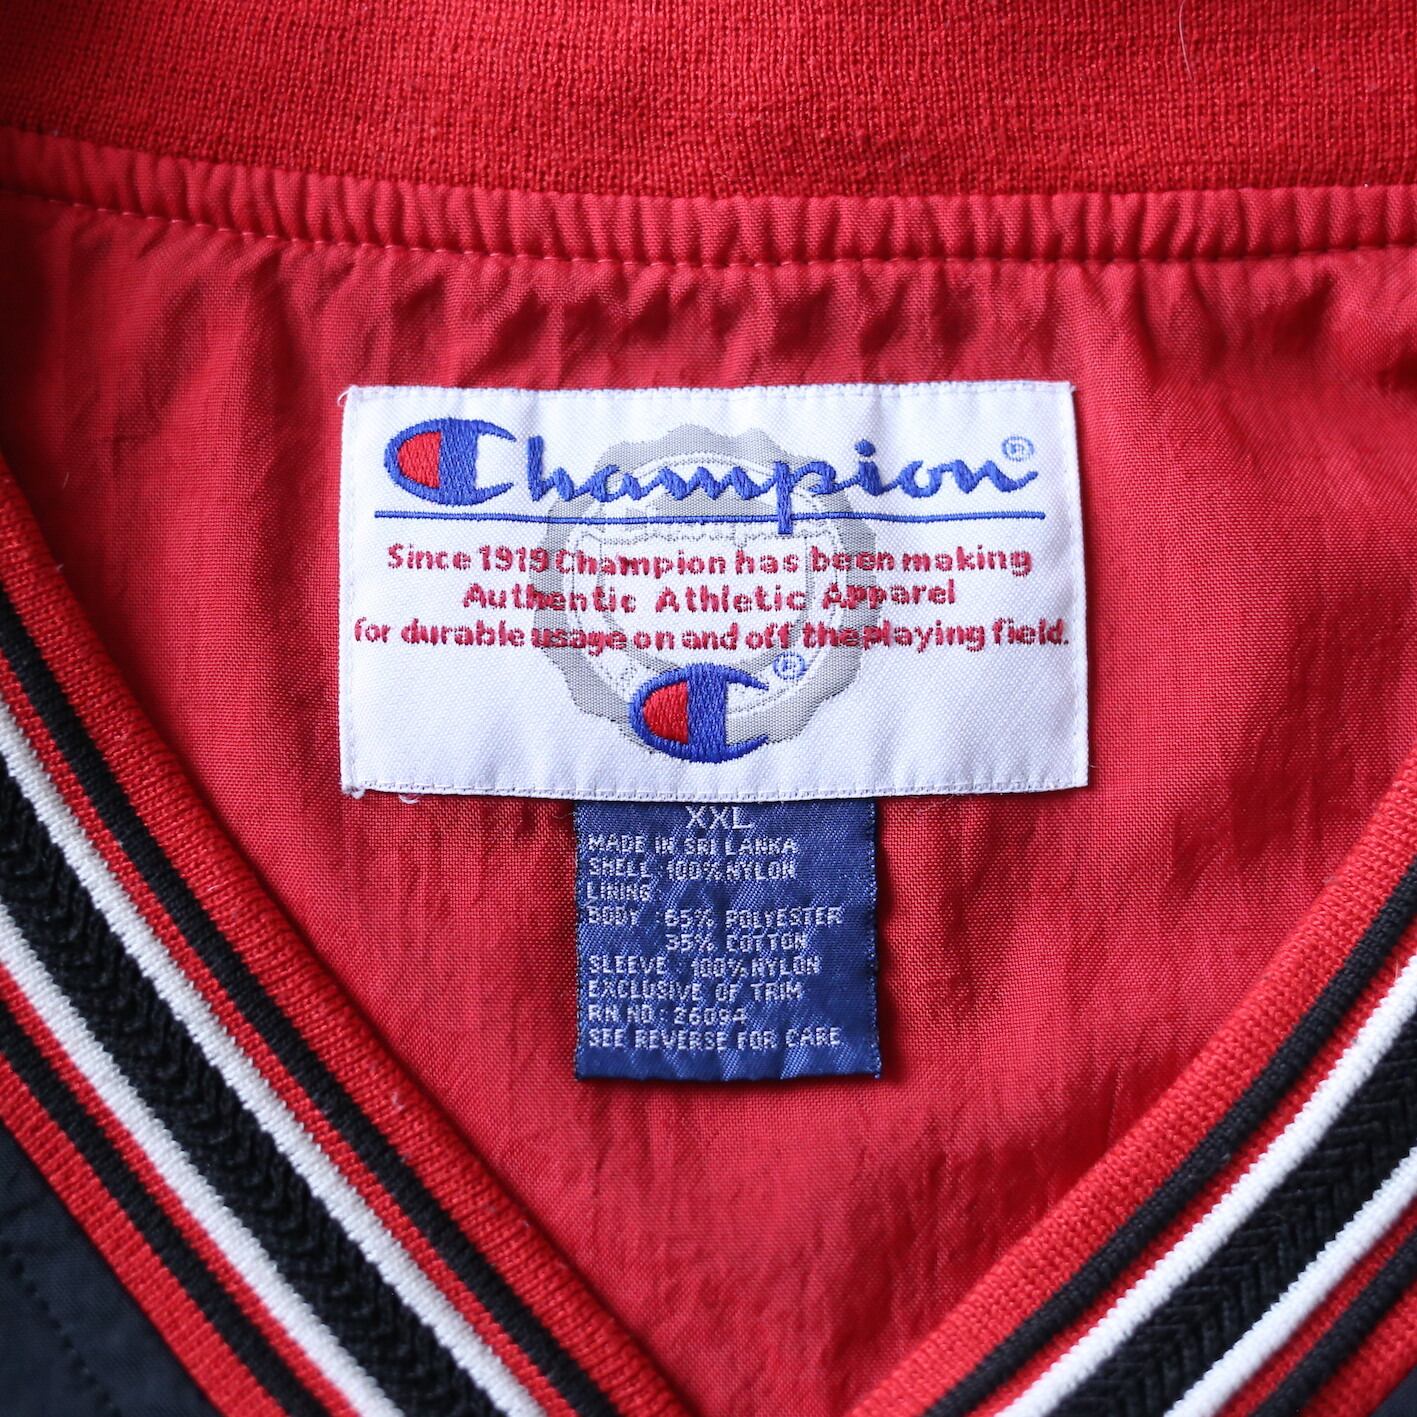 Champion®
Since 1919 Champion has been making
Authentic Athletic Apparel
for durable usage on and off the playing field.
®
XXL
MADE IN SRI LANKA
SHELL : 100% NYLON
LINING :
BODY : 65% POLYESTER
35% COTTON
SLEEVE : 100% NYLON
EXCLUSIVE OF TRIM
RN NO : 26094
SEE REVERSE FOR CARE